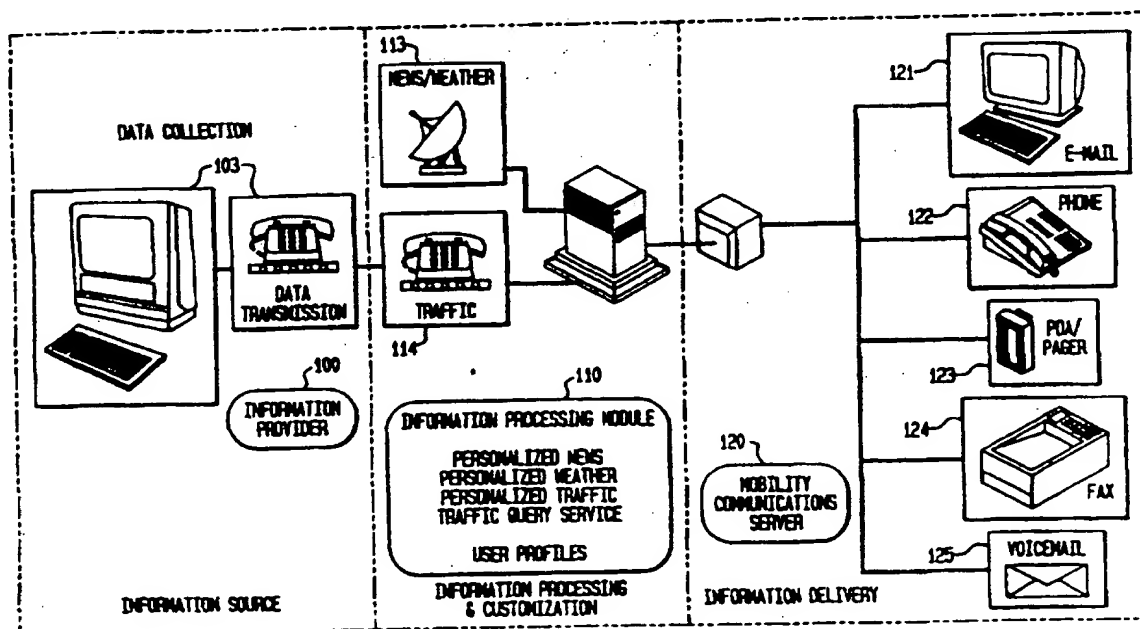 DATA COLLECTION
103
DATA
TRANSMISSION
100
INFORMATION
PROVIDER
INFORMATION SOURCE
113
NEWS/WEATHER
TRAFFIC
114
110
INFORMATION PROCESSING MODULE
PERSONALIZED NEWS
PERSONALIZED WEATHER
PERSONALIZED TRAFFIC
TRAFFIC QUERY SERVICE
USER PROFILES
INFORMATION PROCESSING
& CUSTOMIZATION
120
MOBILITY
COMMUNICATIONS
SERVER
INFORMATION DELIVERY
121
E-MAIL
122
PHONE
PDA/
PAGER
123
124
FAX
125
VOICEMAIL